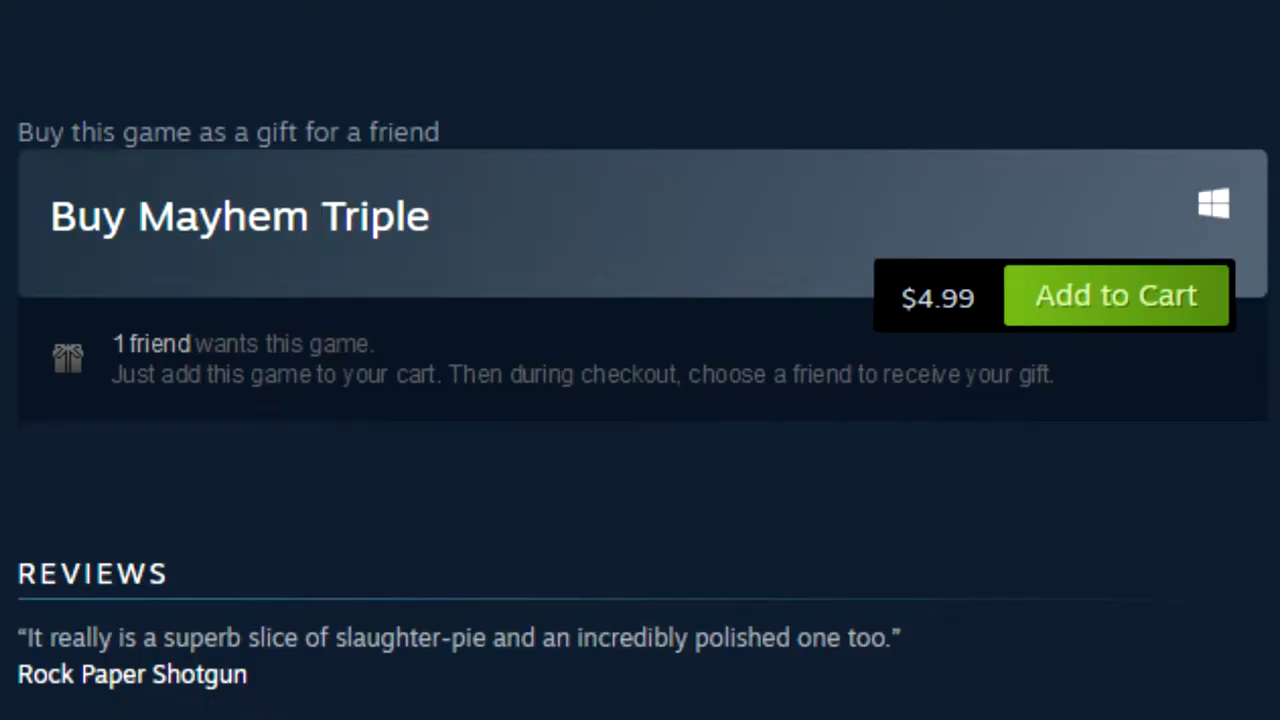 Buy this game as a gift for a friend
Buy Mayhem Triple
$4.99
Add to Cart
1 friend wants this game.
Just add this game to your cart. Then during checkout, choose a friend to receive your gift.
REVIEWS
“It really is a superb slice of slaughter-pie and an incredibly polished one too.”
Rock Paper Shotgun